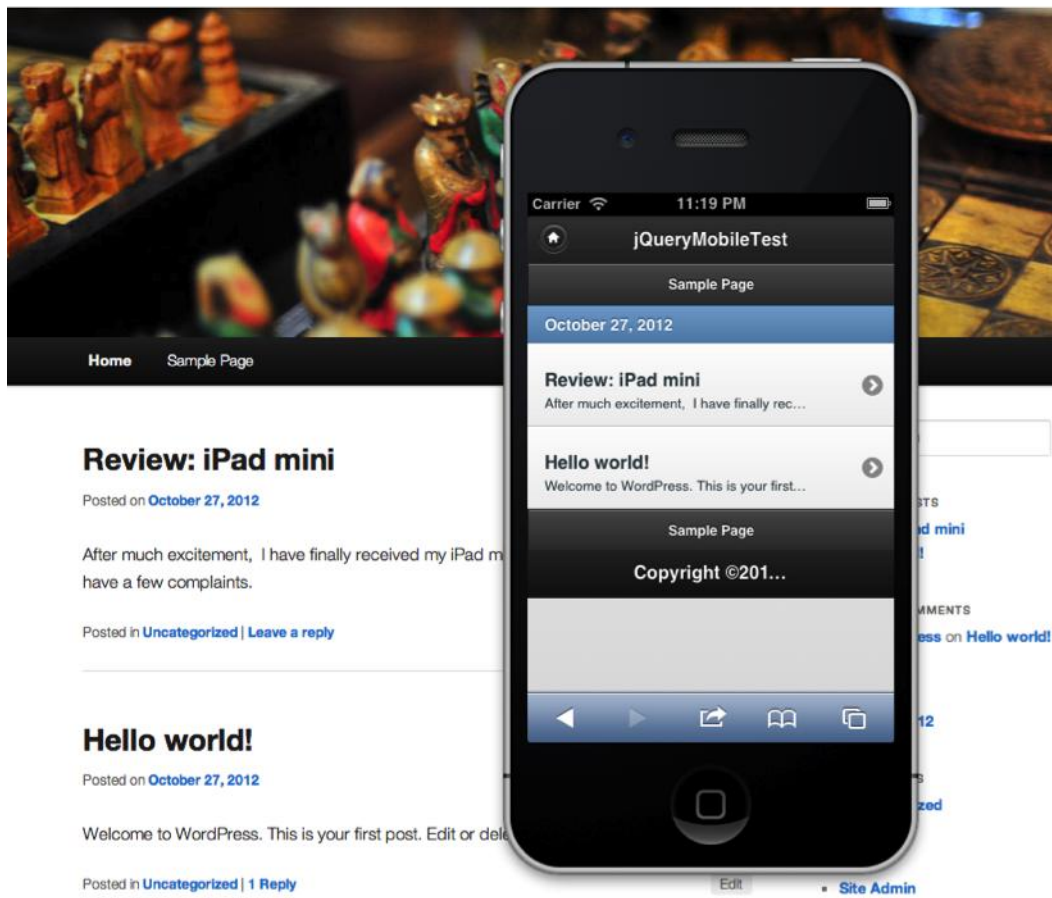 Home Sample Page
Review: iPad mini
Posted on October 27, 2012
After much excitement, I have finally received my iPad
have a few complaints.
Posted in Uncategorized | Leave a reply
Hello world!
Posted on October 27, 2012
Welcome to WordPress. This is your first post. Edit or
Posted in Uncategorized | 1 Reply
Edit
Carrier 11:19 PM
jQueryMobileTest
Sample Page
October 27, 2012
Review: iPad mini
After much excitement, I have finally rec...
Hello world!
Welcome to WordPress. This is your first...
Sample Page
Copyright ©201...
mini
on Hello world!
12
Site Admin